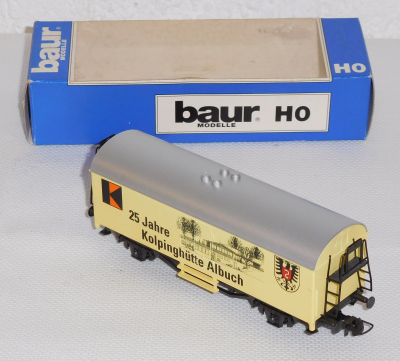 baur
MODELLE
HO
baur® HO
MODELLE
K
25 Jahre
Kolpinghütte Albuch